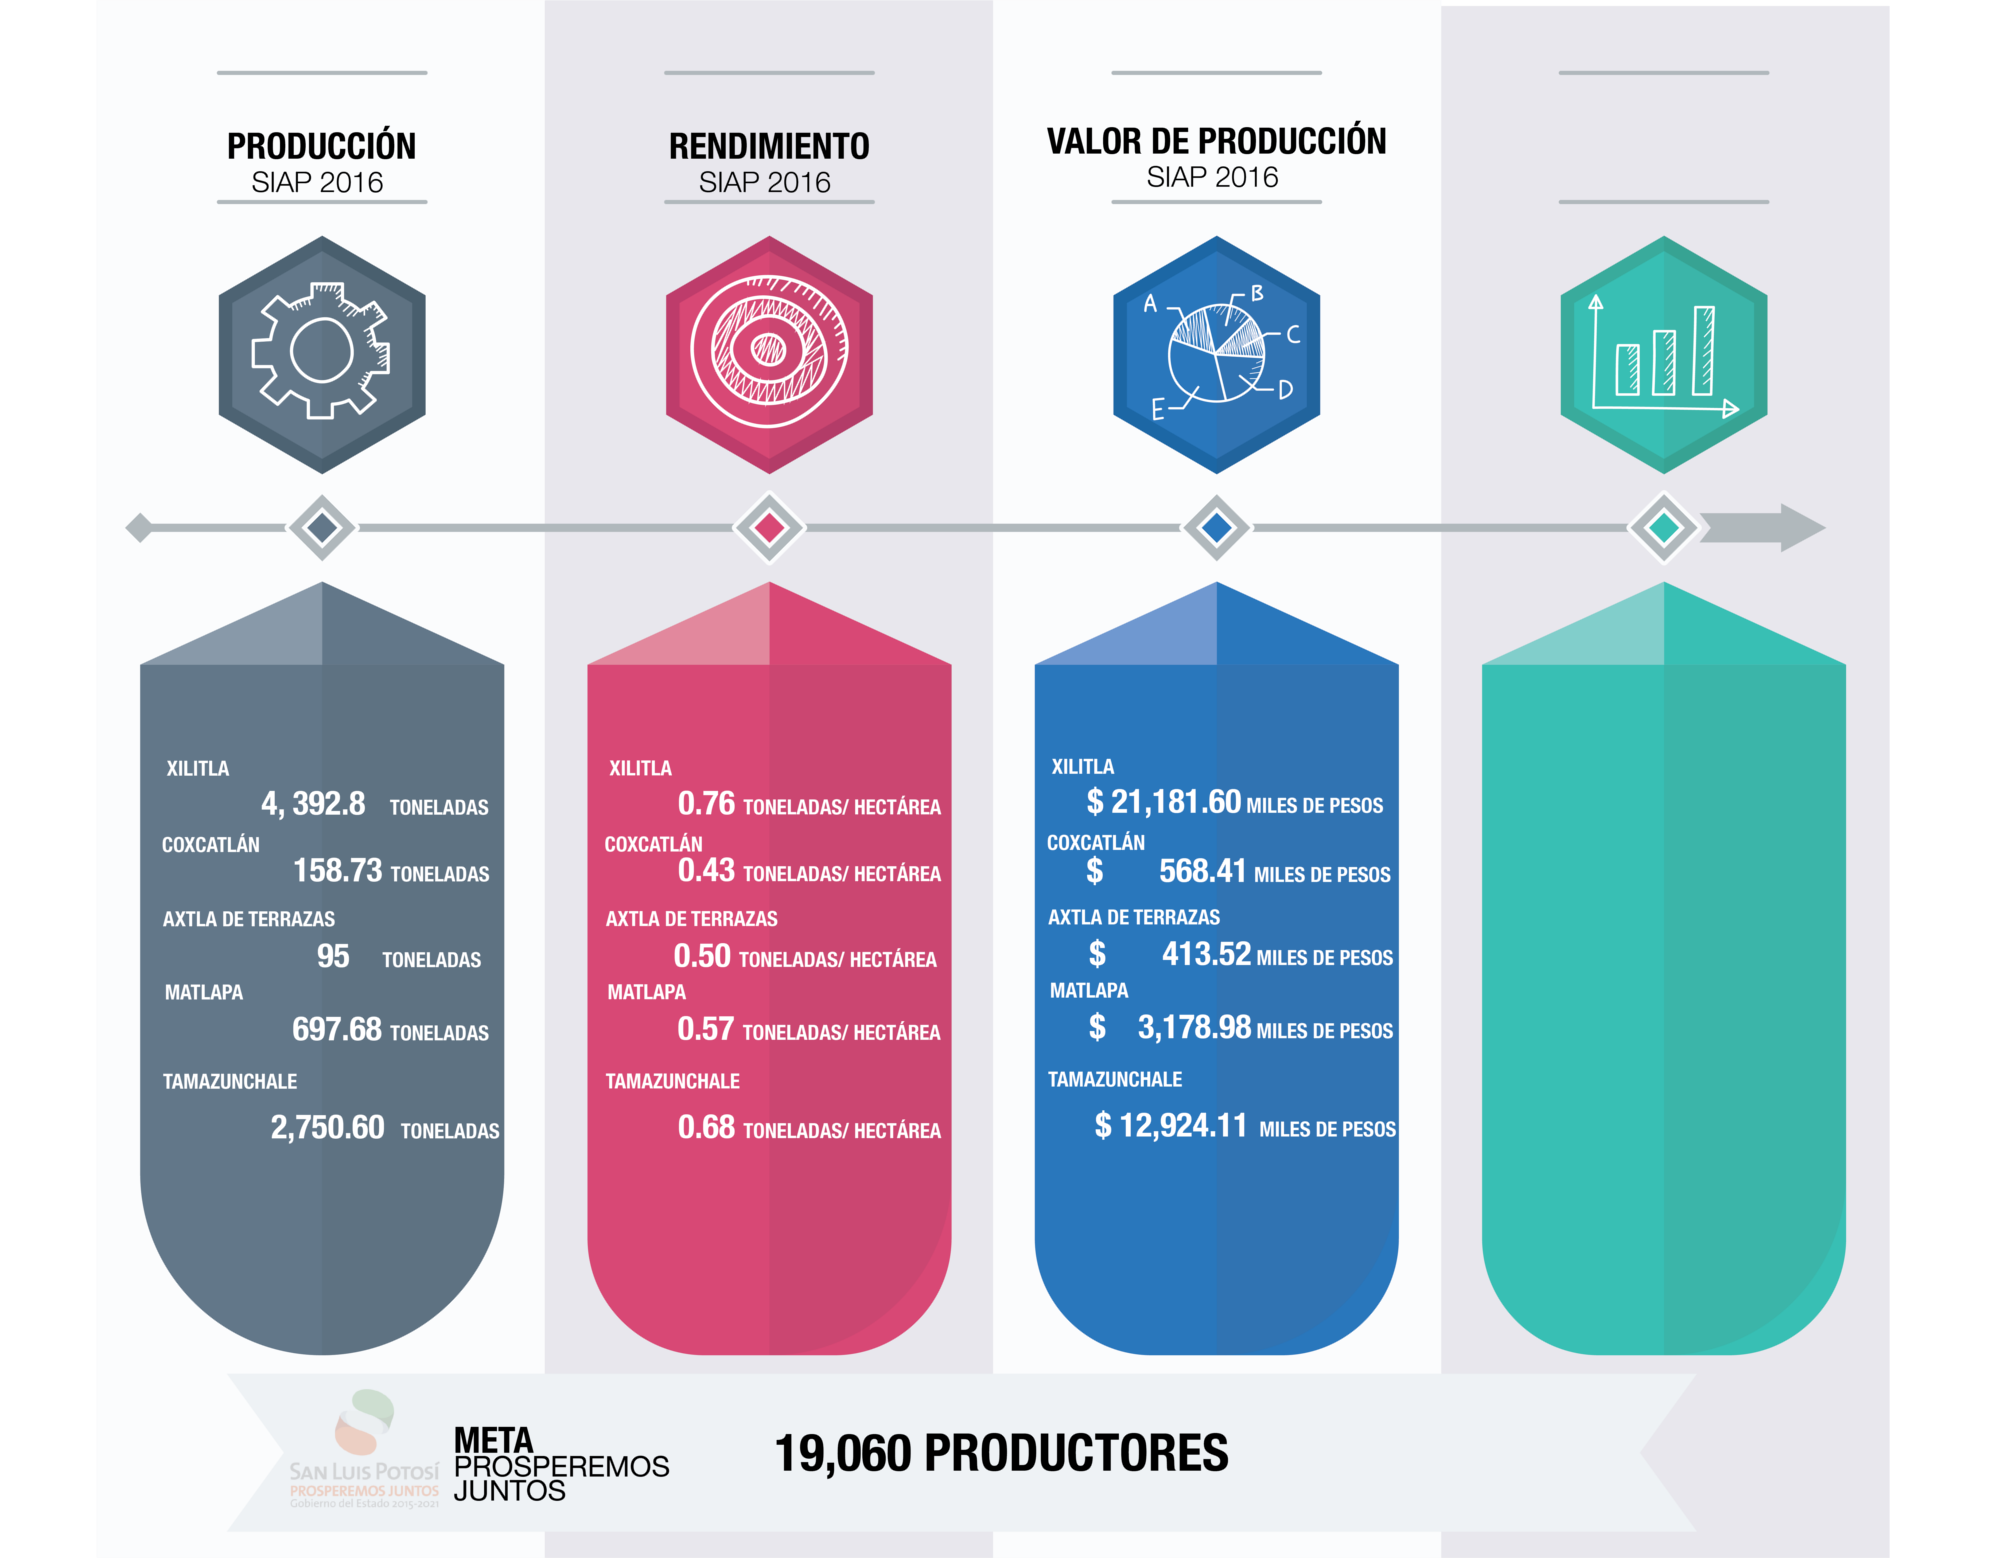 PRODUCCIÓN
SIAP 2016
RENDIMIENTO
SIAP 2016
VALOR DE PRODUCCIÓN
SIAP 2016
A
B
C
D
E
XILITLA
4, 392.8 TONELADAS
COXCATLÁN
158.73 TONELADAS
AXTLA DE TERRAZAS
95 TONELADAS
MATLAPA
697.68 TONELADAS
TAMAZUNCHALE
2,750.60 TONELADAS
XILITLA
0.76 TONELADAS/ HECTÁREA
COXCATLÁN
0.43 TONELADAS/ HECTÁREA
AXTLA DE TERRAZAS
0.50 TONELADAS/ HECTÁREA
MATLAPA
0.57 TONELADAS/ HECTÁREA
TAMAZUNCHALE
0.68 TONELADAS/ HECTÁREA
XILITLA
$ 21,181.60 MILES DE PESOS
COXCATLÁN
$ 568.41 MILES DE PESOS
AXTLA DE TERRAZAS
$ 413.52 MILES DE PESOS
MATLAPA
$ 3,178.98 MILES DE PESOS
TAMAZUNCHALE
$ 12,924.11 MILES DE PESOS
SAN LUIS POTOSÍ
PROSPEREMOS JUNTOS
Gobierno del Estado 2015-2021
META
PROSPEREMOS
JUNTOS
19,060 PRODUCTORES